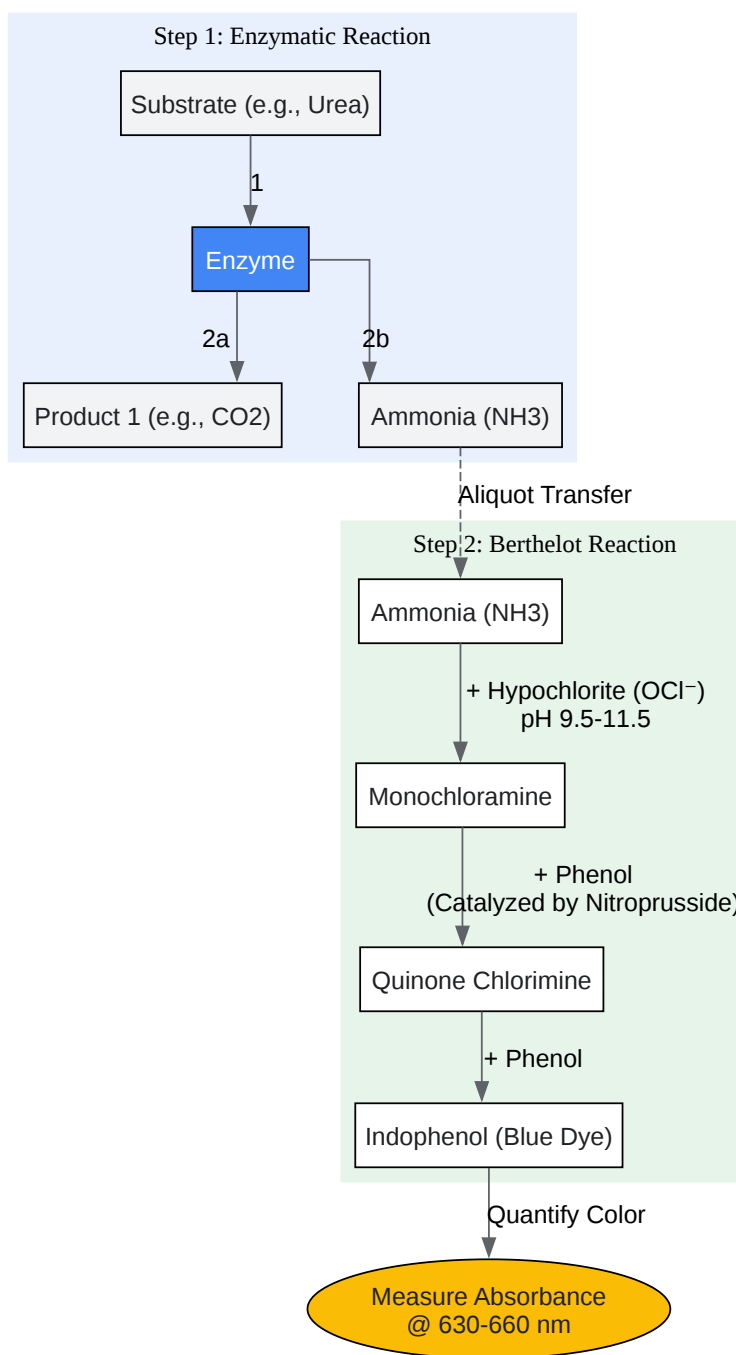 Step 1: Enzymatic Reaction
Substrate (e.g., Urea)
1
Enzyme
2a
2b
Product 1 (e.g., CO2)
Ammonia (NH3)
Aliquot Transfer
Step 2: Berthelot Reaction
Ammonia (NH3)
+ Hypochlorite (OCl⁻)
pH 9.5-11.5
Monochloramine
+ Phenol
(Catalyzed by Nitroprusside)
Quinone Chlorimine
+ Phenol
Indophenol (Blue Dye)
Quantify Color
Measure Absorbance
@ 630-660 nm